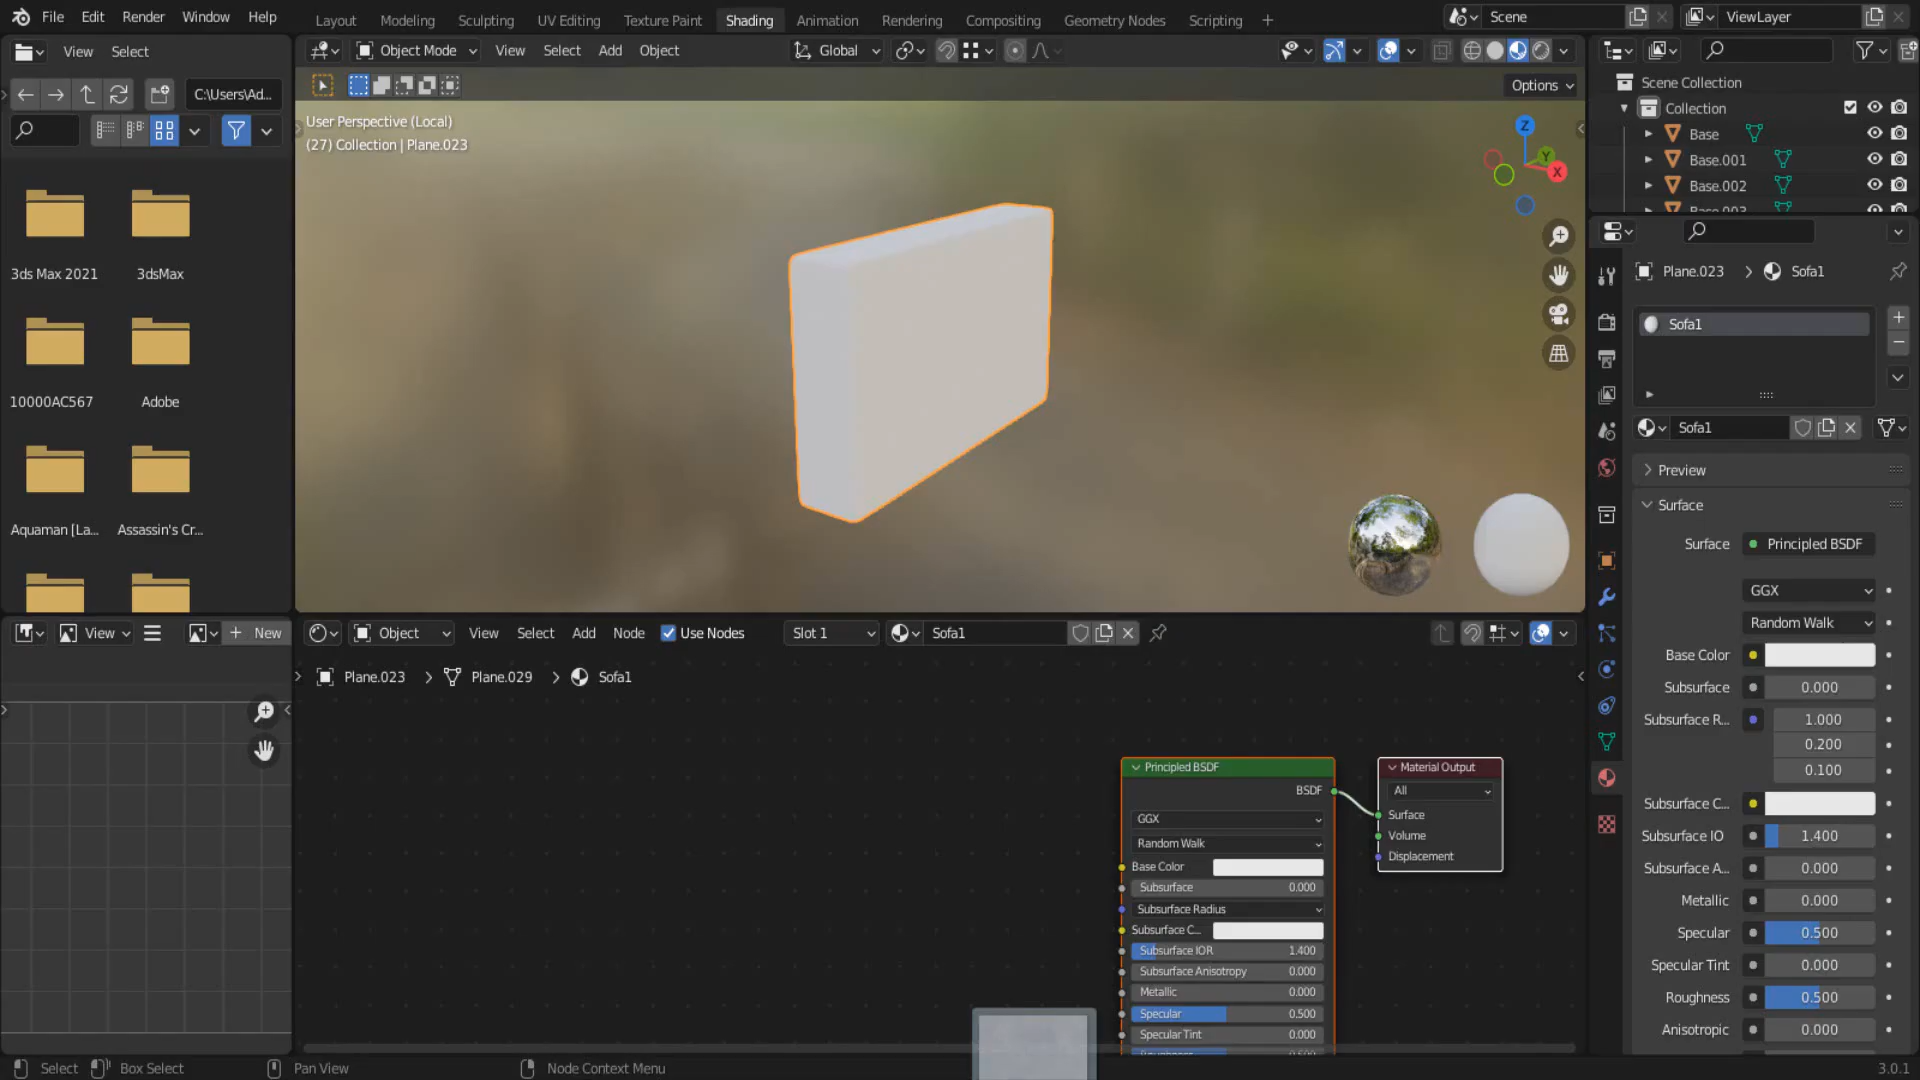 File Edit Render Window Help
Layout Modeling Sculpting UV Editing Texture Paint Shading Animation Rendering Compositing Geometry Nodes Scripting +
Scene
ViewLayer
View Select
C:\Users\Ad...
3ds Max 2021 3dsMax
10000AC567 Adobe
Aquaman [La... Assassin's Cr...
Object Mode View Select Add Object Global
Options
User Perspective (Local)
(27) Collection | Plane.023
Z
Y
X
Scene Collection
Collection
Base
Base.001
Base.002
Base.003
Plane.023 > Sofa1
Sofa1
Sofa1
Preview
Surface
Surface Principled BSDF
GGX
Random Walk
Base Color
Subsurface 0.000
Subsurface R... 1.000
0.200
0.100
Subsurface C...
Subsurface IO 1.400
Subsurface A... 0.000
Metallic 0.000
Specular 0.500
Specular Tint 0.000
Roughness 0.500
Anisotropic 0.000
View + New
Object View Select Add Node Use Nodes Slot 1 Sofa1
Plane.023 > Plane.029 > Sofa1
Principled BSDF
BSDF
GGX
Random Walk
Base Color
Subsurface 0.000
Subsurface Radius
Subsurface C...
Subsurface IOR 1.400
Subsurface Anisotropy 0.000
Metallic 0.000
Specular 0.500
Specular Tint 0.000
Material Output
All
Surface
Volume
Displacement
Select Box Select Pan View Node Context Menu
3.0.1